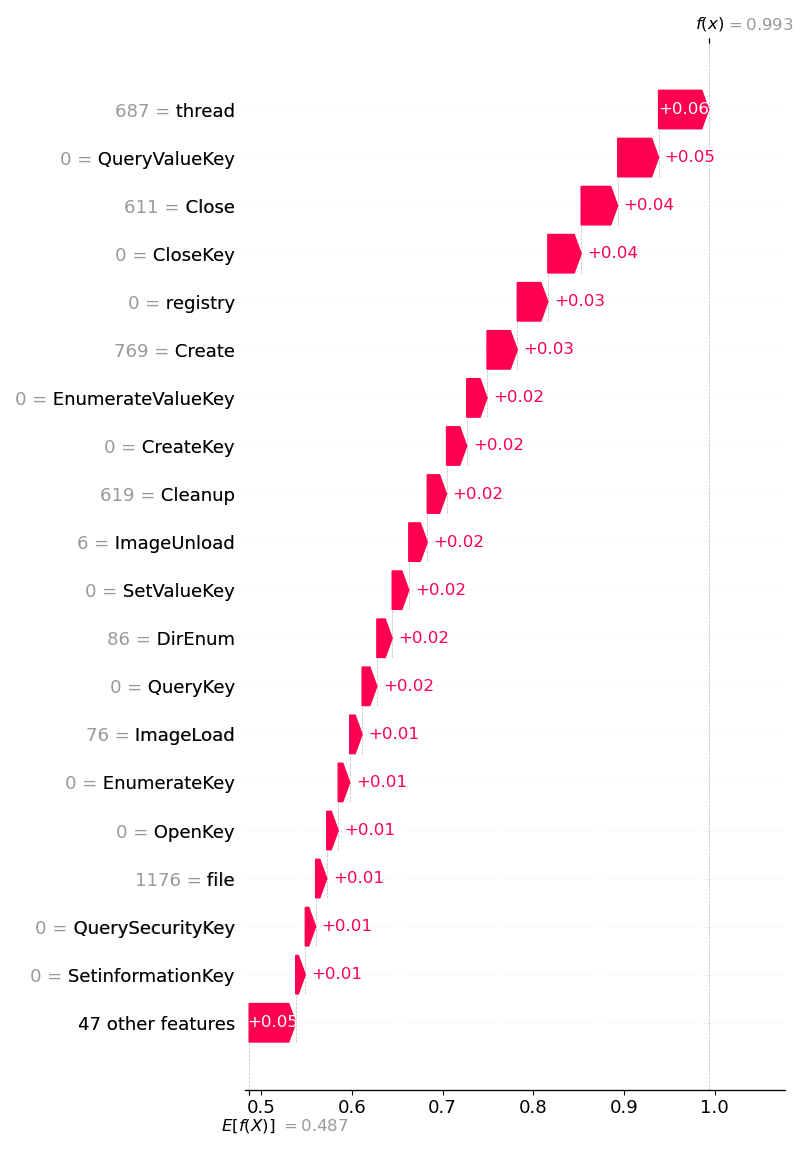 f(x) = 0.993
687 = thread +0.06
0 = QueryValueKey +0.05
611 = Close +0.04
0 = CloseKey +0.04
0 = registry +0.03
769 = Create +0.03
0 = EnumerateValueKey +0.02
0 = CreateKey +0.02
619 = Cleanup +0.02
6 = ImageUnload +0.02
0 = SetValueKey +0.02
86 = DirEnum +0.02
0 = QueryKey +0.02
76 = ImageLoad +0.01
0 = EnumerateKey +0.01
0 = OpenKey +0.01
1176 = file +0.01
0 = QuerySecurityKey +0.01
0 = SetinformationKey +0.01
47 other features +0.05
0.5 0.6 0.7 0.8 0.9 1.0
E[f(X)] = 0.487